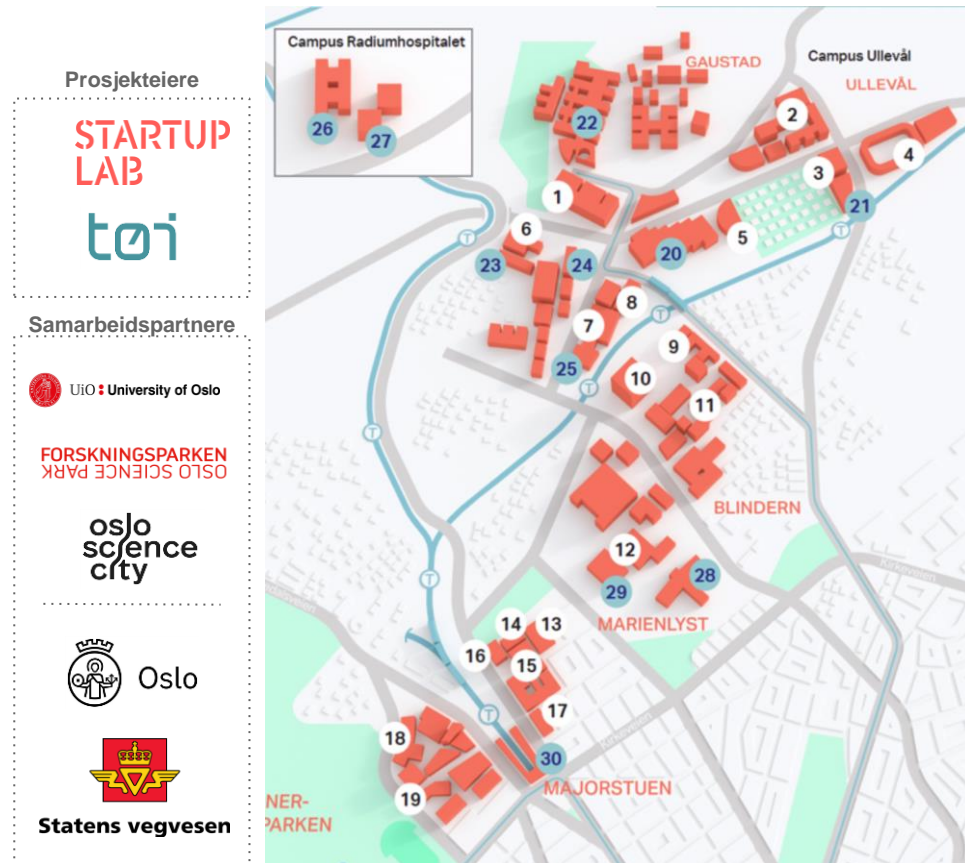 Prosjekteiere
STARTUP
LAB
tøi
Samarbeidspartnere
UiO : University of Oslo
FORSKNINGSPARKEN
OSLO SCIENCE PARK
oslo
science
city
Oslo
Statens vegvesen
Campus Radiumhospitalet
26
27
GAUSTAD
Campus Ullevål
ULLEVÅL
22
2
3
4
1
5
21
6
20
23
24
8
7
9
25
10
11
BLINDERN
12
28
29
MARIENLYST
Kirkeveien
14
13
16
15
17
Kirkeveien
18
30
19
MAJORSTUEN
NER-
PARKEN
T
T
T
T
T
T
T